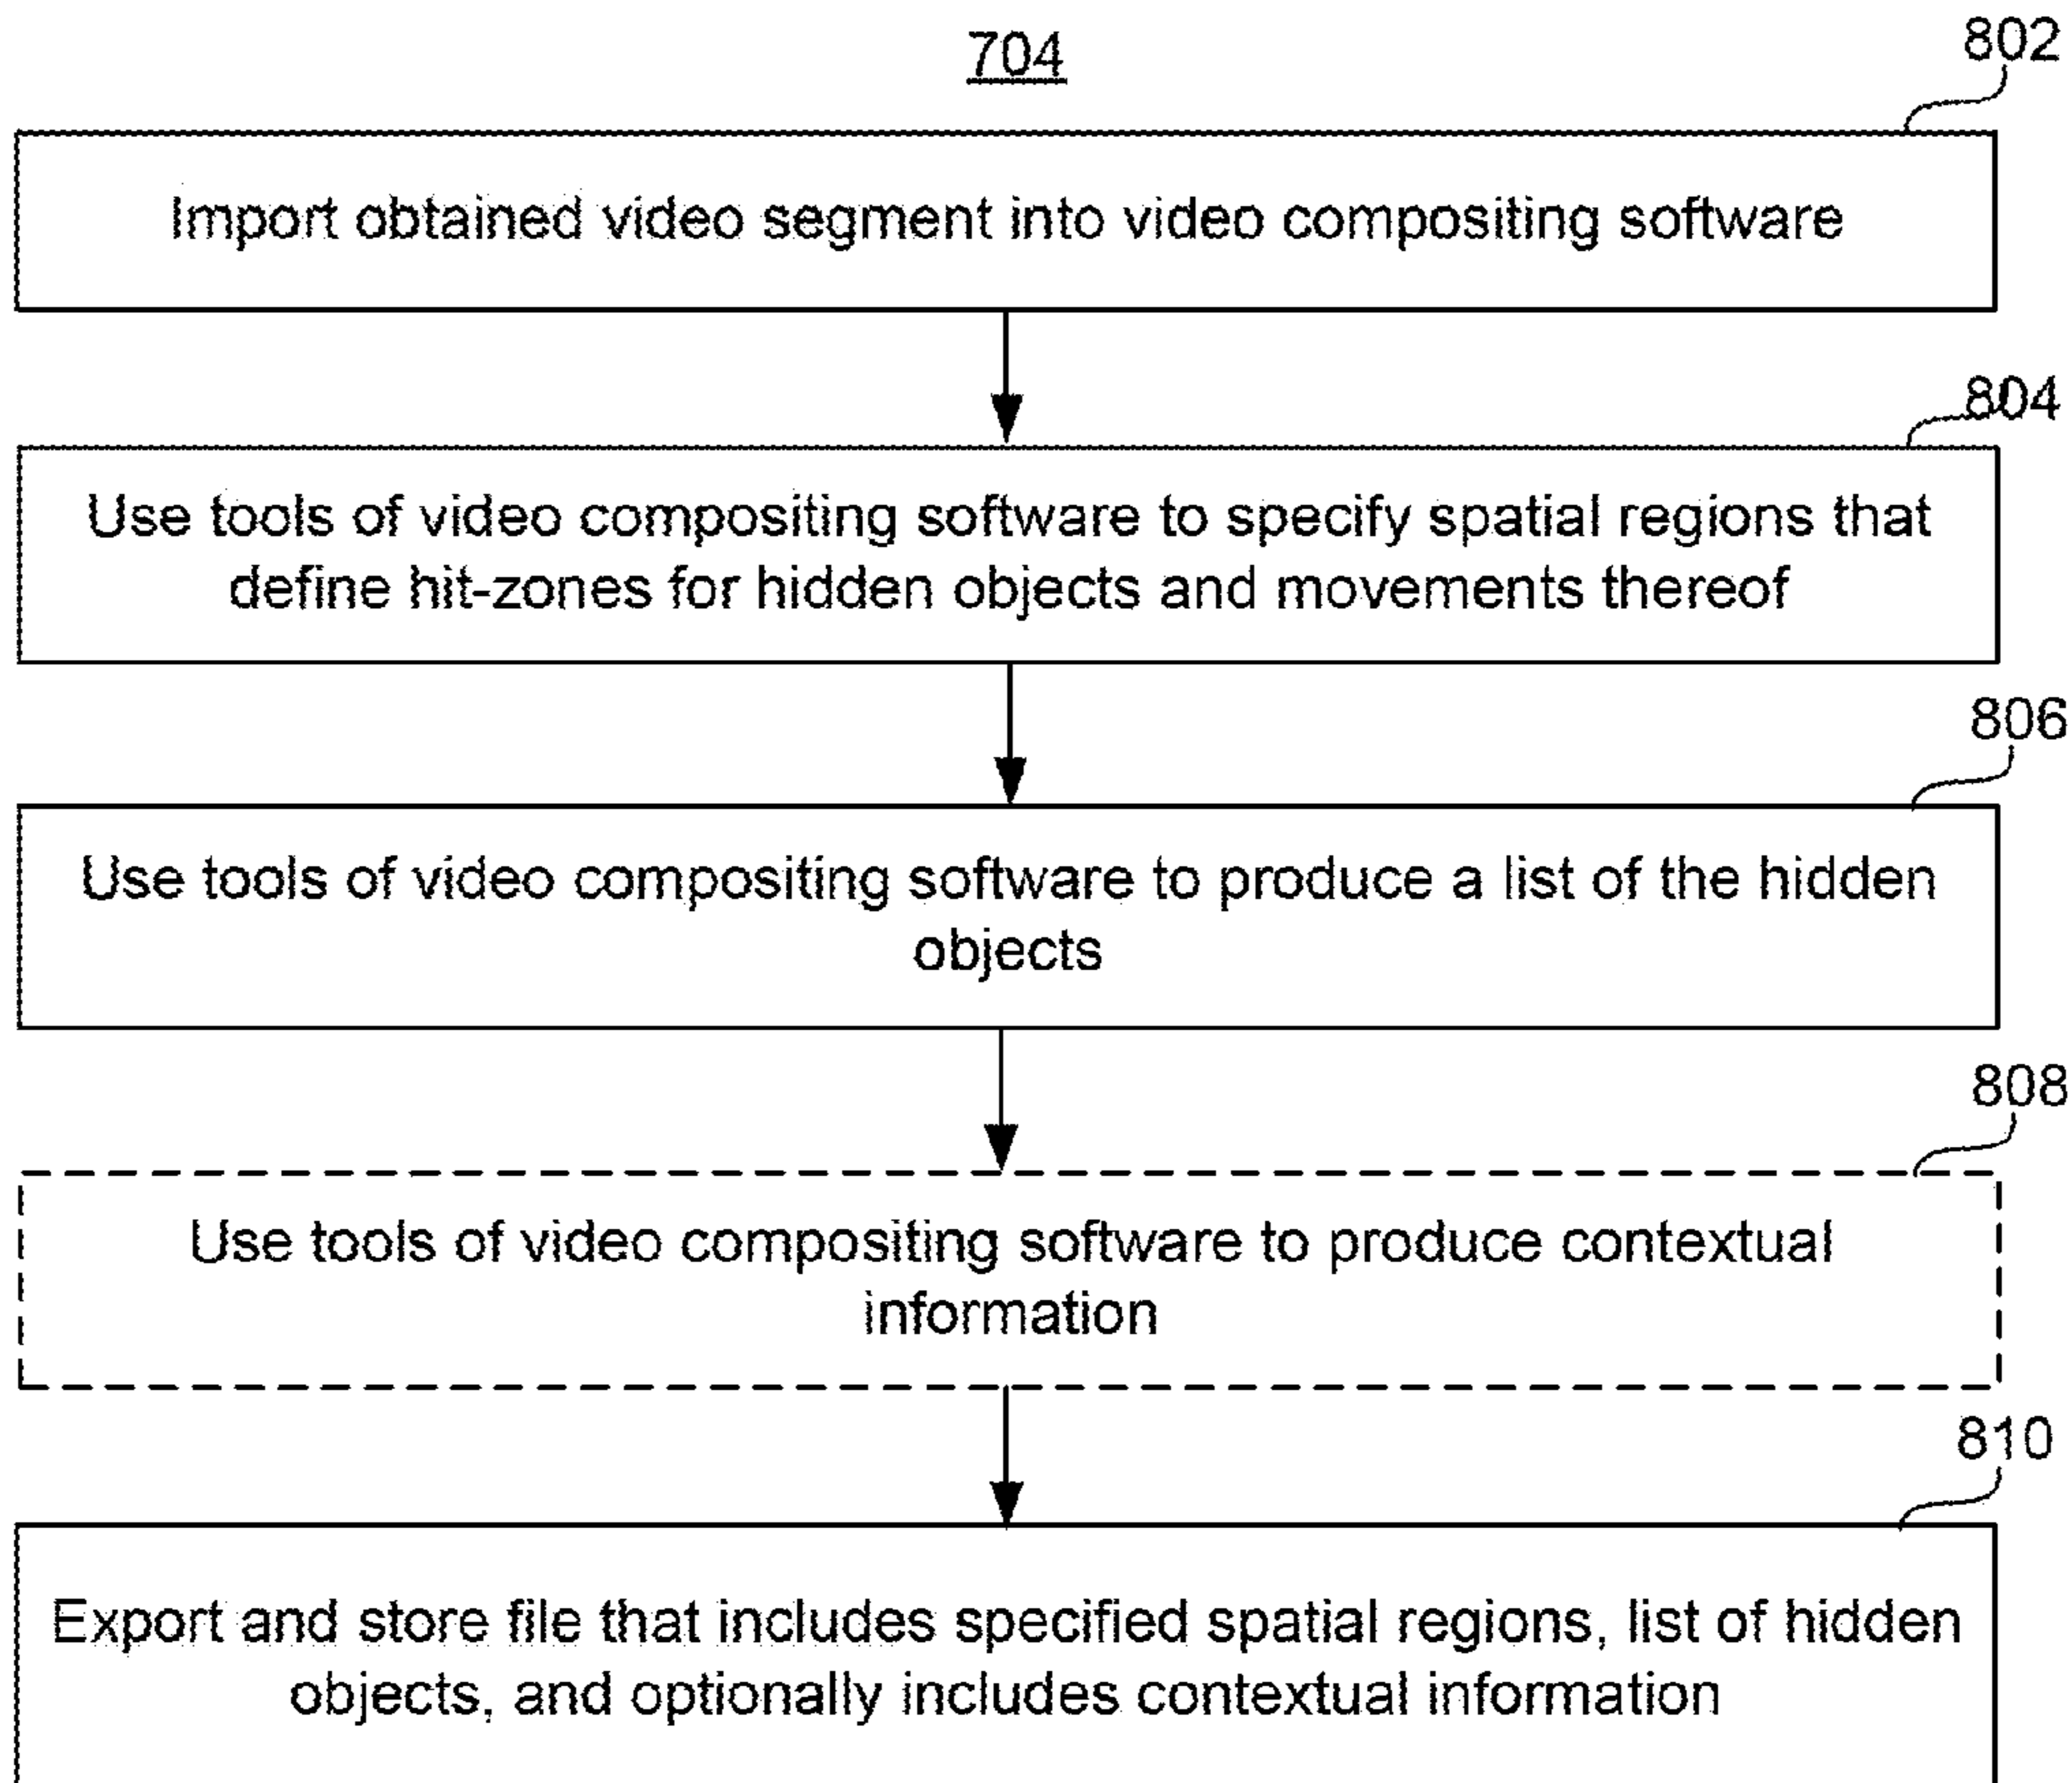 704
802
Import obtained video segment into video compositing software
804
Use tools of video compositing software to specify spatial regions that
define hit-zones for hidden objects and movements thereof
806
Use tools of video compositing software to produce a list of the hidden
objects
808
Use tools of video compositing software to produce contextual
information
810
Export and store file that includes specified spatial regions, list of hidden
objects, and optionally includes contextual information